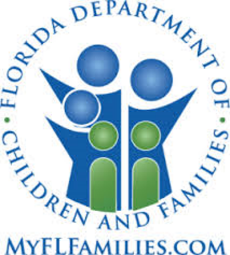 FLORIDA DEPARTMENT OF
• CHILDREN AND FAMILIES •
MYFLFAMILIES.COM